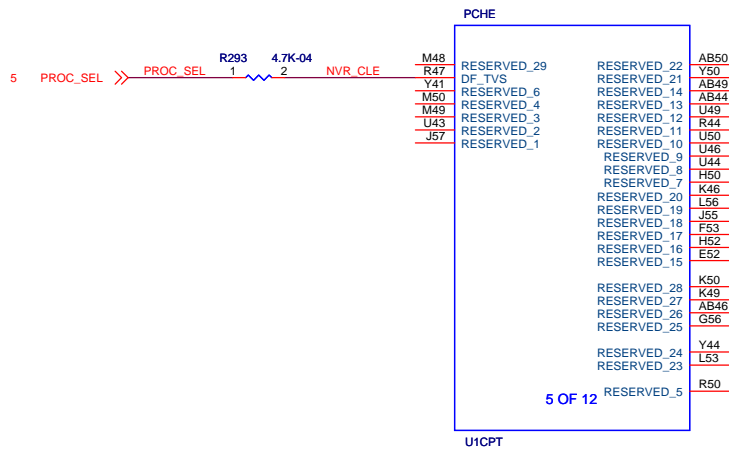 PCHE
R293 4.7K-04
5 PROC_SEL PROC_SEL 1 2 NVR_CLE
M48 RESERVED_29 RESERVED_22 AB50
R47 DF_TVS RESERVED_21 Y50
Y41 RESERVED_6 RESERVED_14 AB49
M50 RESERVED_4 RESERVED_13 AB44
M49 RESERVED_3 RESERVED_12 U49
U43 RESERVED_2 RESERVED_11 R44
J57 RESERVED_1 RESERVED_10 U50
RESERVED_9 U46
RESERVED_8 U44
RESERVED_7 H50
RESERVED_20 K46
RESERVED_19 L56
RESERVED_18 J55
RESERVED_17 F53
RESERVED_16 H52
RESERVED_15 E52
RESERVED_28 K50
RESERVED_27 K49
RESERVED_26 AB46
RESERVED_25 G56
RESERVED_24 Y44
RESERVED_23 L53
5 OF 12 RESERVED_5 R50
U1CPT